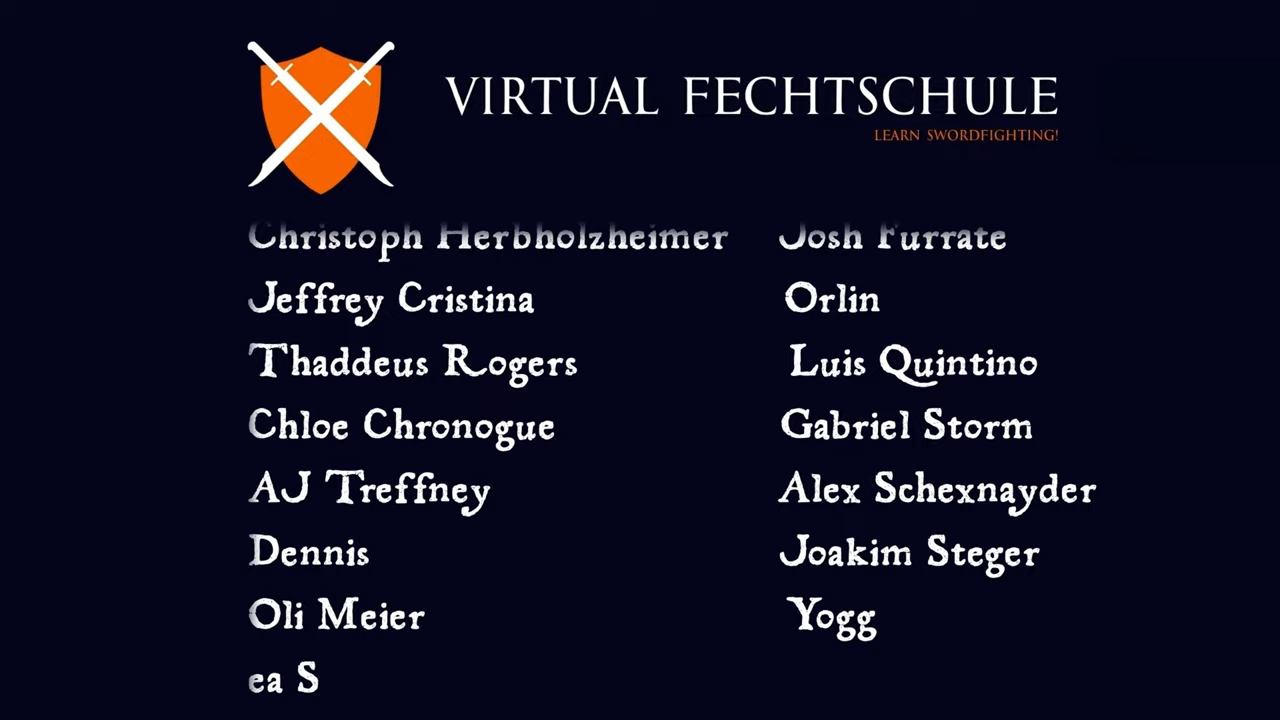 VIRTUAL FECHTSCHULE
LEARN SWORDFIGHTING!
Christoph Herbholzheimer
Jeffrey Cristina
Thaddeus Rogers
Chloe Chronogue
AJ Treffney
Dennis
Oli Meier
ea S
Josh Furrate
Orlin
Luis Quintino
Gabriel Storm
Alex Schexnayder
Joakim Steger
Yogg